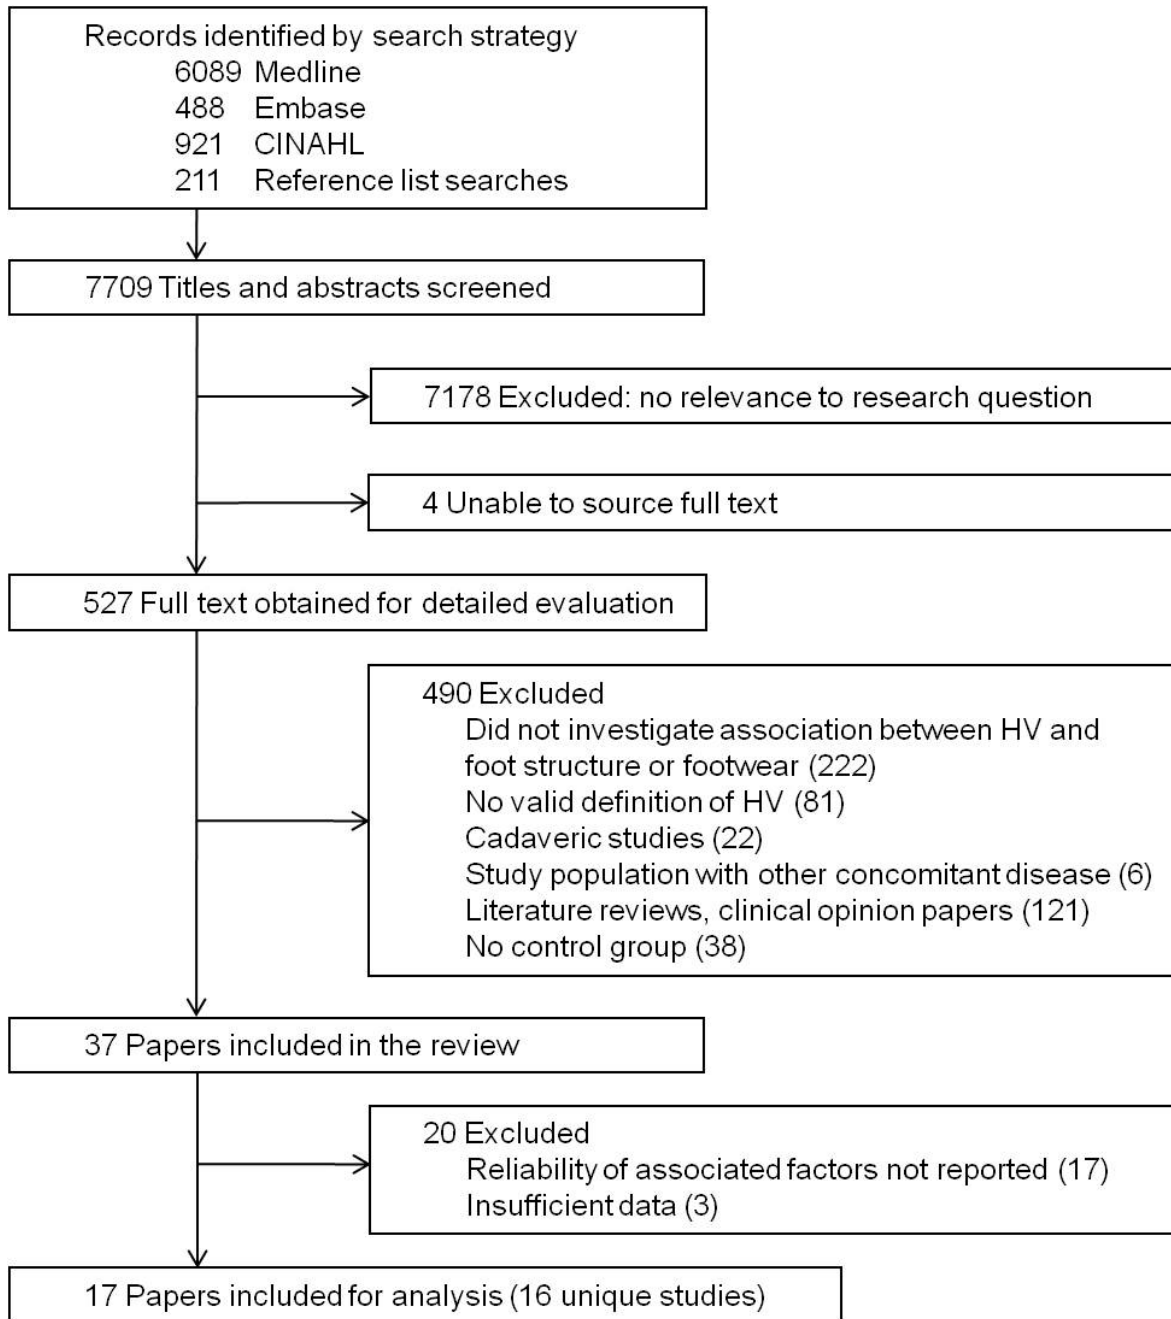 Records identified by search strategy
6089 Medline
488 Embase
921 CINAHL
211 Reference list searches
7709 Titles and abstracts screened
7178 Excluded: no relevance to research question
4 Unable to source full text
527 Full text obtained for detailed evaluation
490 Excluded
Did not investigate association between HV and
foot structure or footwear (222)
No valid definition of HV (81)
Cadaveric studies (22)
Study population with other concomitant disease (6)
Literature reviews, clinical opinion papers (121)
No control group (38)
37 Papers included in the review
20 Excluded
Reliability of associated factors not reported (17)
Insufficient data (3)
17 Papers included for analysis (16 unique studies)